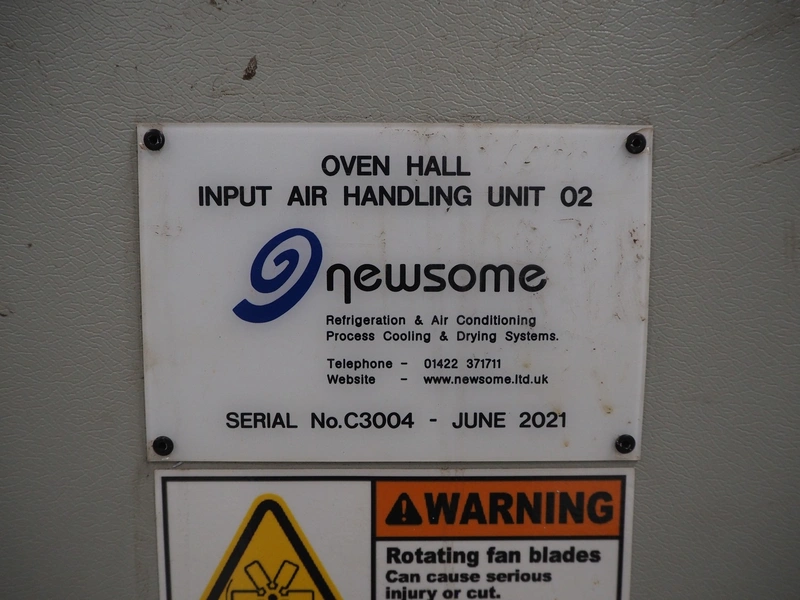 OVEN HALL
INPUT AIR HANDLING UNIT 02
newsome
Refrigeration & Air Conditioning
Process Cooling & Drying Systems.
Telephone - 01422 371711
Website - www.newsome.ltd.uk
SERIAL No.C3004 - JUNE 2021
WARNING
Rotating fan blades
Can cause serious
injury or cut.